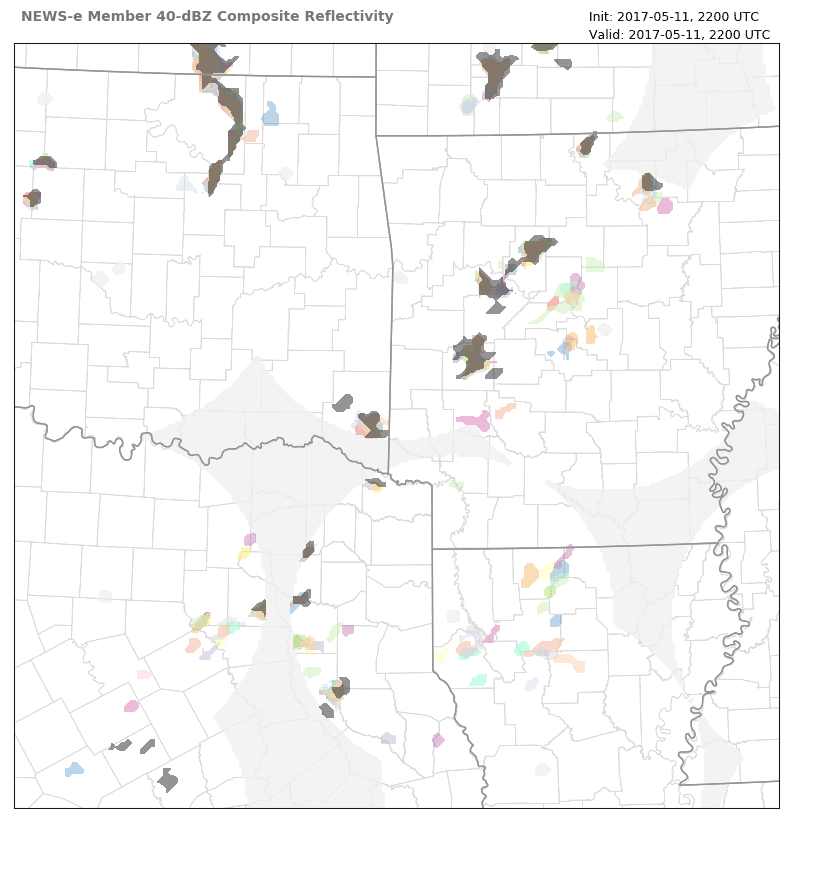 NEWS-e Member 40-dBZ Composite Reflectivity
Init: 2017-05-11, 2200 UTC
Valid: 2017-05-11, 2200 UTC